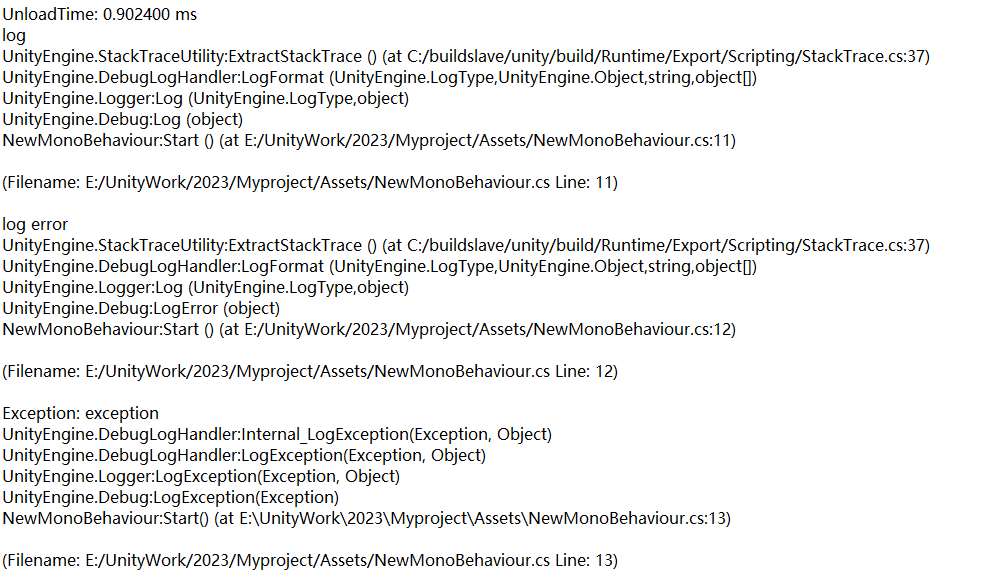 UnloadTime: 0.902400 ms
log
UnityEngine.StackTraceUtility:ExtractStackTrace () (at C:/buildslave/unity/build/Runtime/Export/Scripting/StackTrace.cs:37)
UnityEngine.DebugLogHandler:LogFormat (UnityEngine.LogType,UnityEngine.Object,string,object[])
UnityEngine.Logger:Log (UnityEngine.LogType,object)
UnityEngine.Debug:Log (object)
NewMonoBehaviour:Start () (at E:/UnityWork/2023/Myproject/Assets/NewMonoBehaviour.cs:11)

(Filename: E:/UnityWork/2023/Myproject/Assets/NewMonoBehaviour.cs Line: 11)

log error
UnityEngine.StackTraceUtility:ExtractStackTrace () (at C:/buildslave/unity/build/Runtime/Export/Scripting/StackTrace.cs:37)
UnityEngine.DebugLogHandler:LogFormat (UnityEngine.LogType,UnityEngine.Object,string,object[])
UnityEngine.Logger:Log (UnityEngine.LogType,object)
UnityEngine.Debug:LogError (object)
NewMonoBehaviour:Start () (at E:/UnityWork/2023/Myproject/Assets/NewMonoBehaviour.cs:12)

(Filename: E:/UnityWork/2023/Myproject/Assets/NewMonoBehaviour.cs Line: 12)

Exception: exception
UnityEngine.DebugLogHandler:Internal_LogException(Exception, Object)
UnityEngine.DebugLogHandler:LogException(Exception, Object)
UnityEngine.Logger:LogException(Exception, Object)
UnityEngine.Debug:LogException(Exception)
NewMonoBehaviour:Start() (at E:\UnityWork\2023\Myproject\Assets\NewMonoBehaviour.cs:13)

(Filename: E:/UnityWork/2023/Myproject/Assets/NewMonoBehaviour.cs Line: 13)